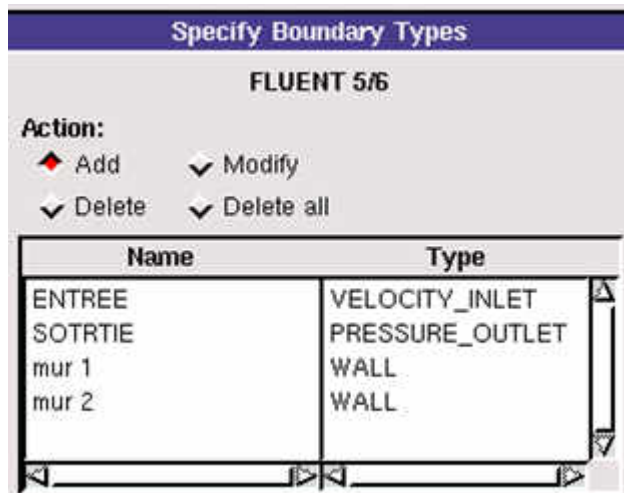 Specify Boundary Types
FLUENT 5/6
Action:
Add Modify
Delete Delete all
Name Type
ENTREE VELOCITY_INLET
SOTRTIE PRESSURE_OUTLET
mur 1 WALL
mur 2 WALL